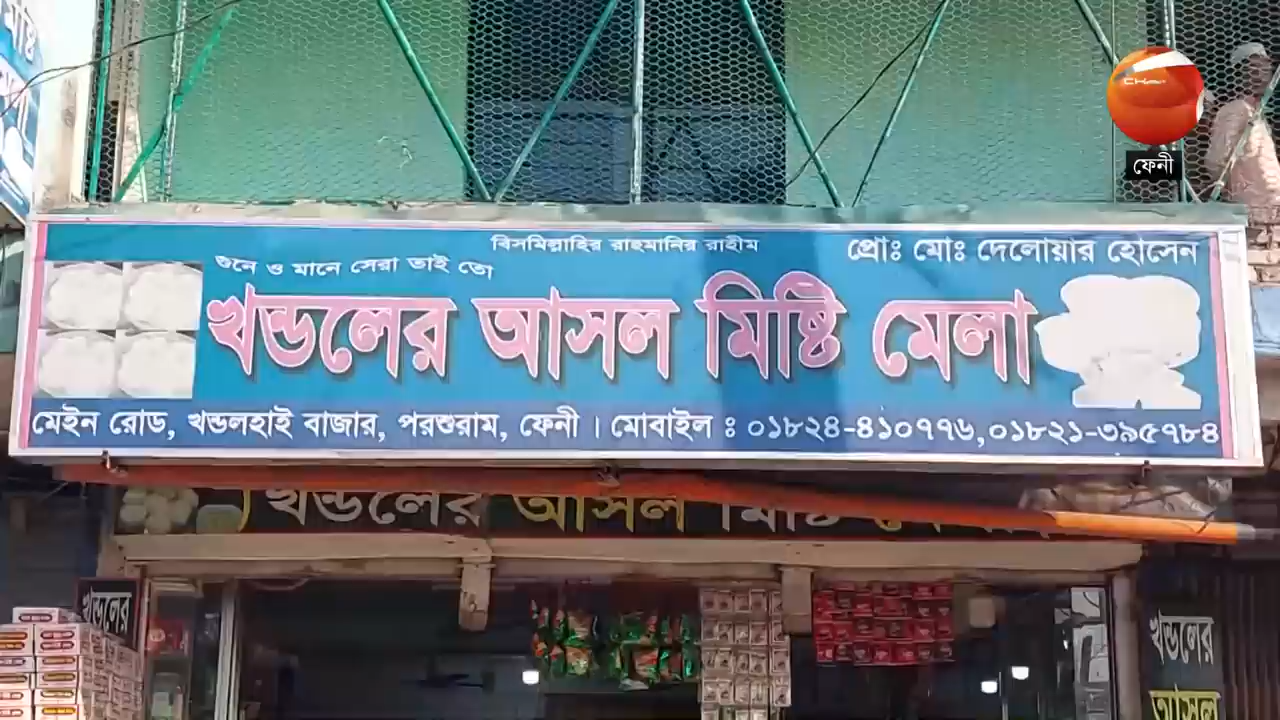 ফেনী
বিসমিল্লাহির রাহমানির রাহীম
প্রোঃ মোঃ দেলোয়ার হোসেন
গুনে ও মানে সেরা তাই তো
খন্ডলের আসল মিষ্টি মেলা
মেইন রোড, খন্ডলহাই বাজার, পরশুরাম, ফেনী । মোবাইল ঃ ০১৮২৪-৪১০৭৭৬,০১৮২১-৩৯৫৭৮৪
খন্ডলের আসল মিষ্টি
খন্ডলের
খন্ডলের
আসল